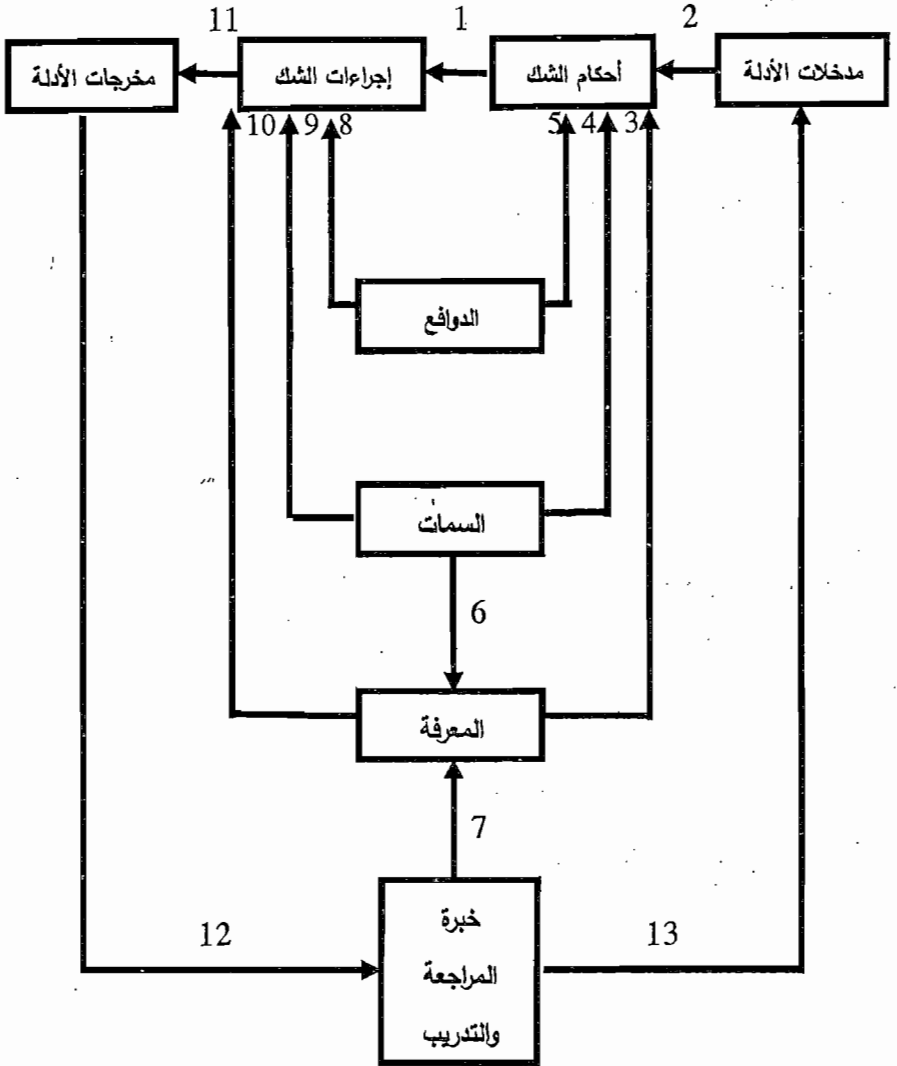 2 1 11
مدخلات الأدلة أحكام الشك إجراءات الشك مخرجات الأدلة
3 4 5 8 9 10
الدوافع
السمات
6
المعرفة
7
خبرة
المراجعة
والتدريب
13 12